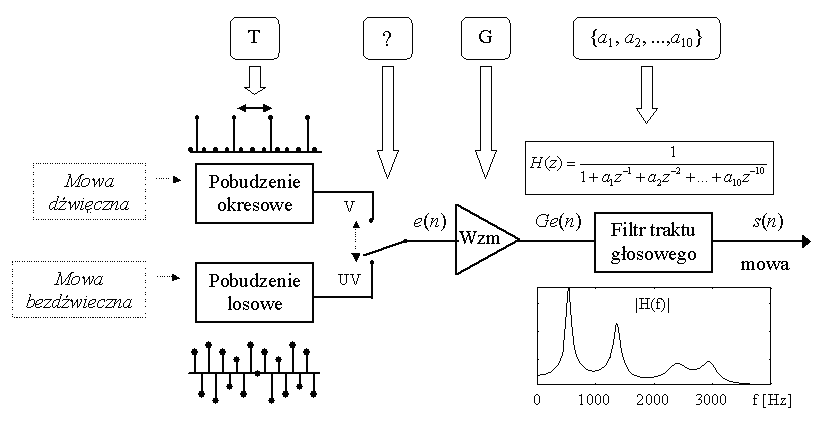 T
?
G
{a₁, a₂, ...,a₁₀}
H(z) = 1 / (1 + a₁z⁻¹ + a₂z⁻² + ... + a₁₀z⁻¹⁰)
Mowa
dźwięczna
Pobudzenie
okresowe
V
e(n)
Wzm
Ge(n)
Filtr traktu
głosowego
s(n)
mowa
Mowa
bezdźwieczna
Pobudzenie
losowe
UV
|H(f)|
0 1000 2000 3000 f [Hz]